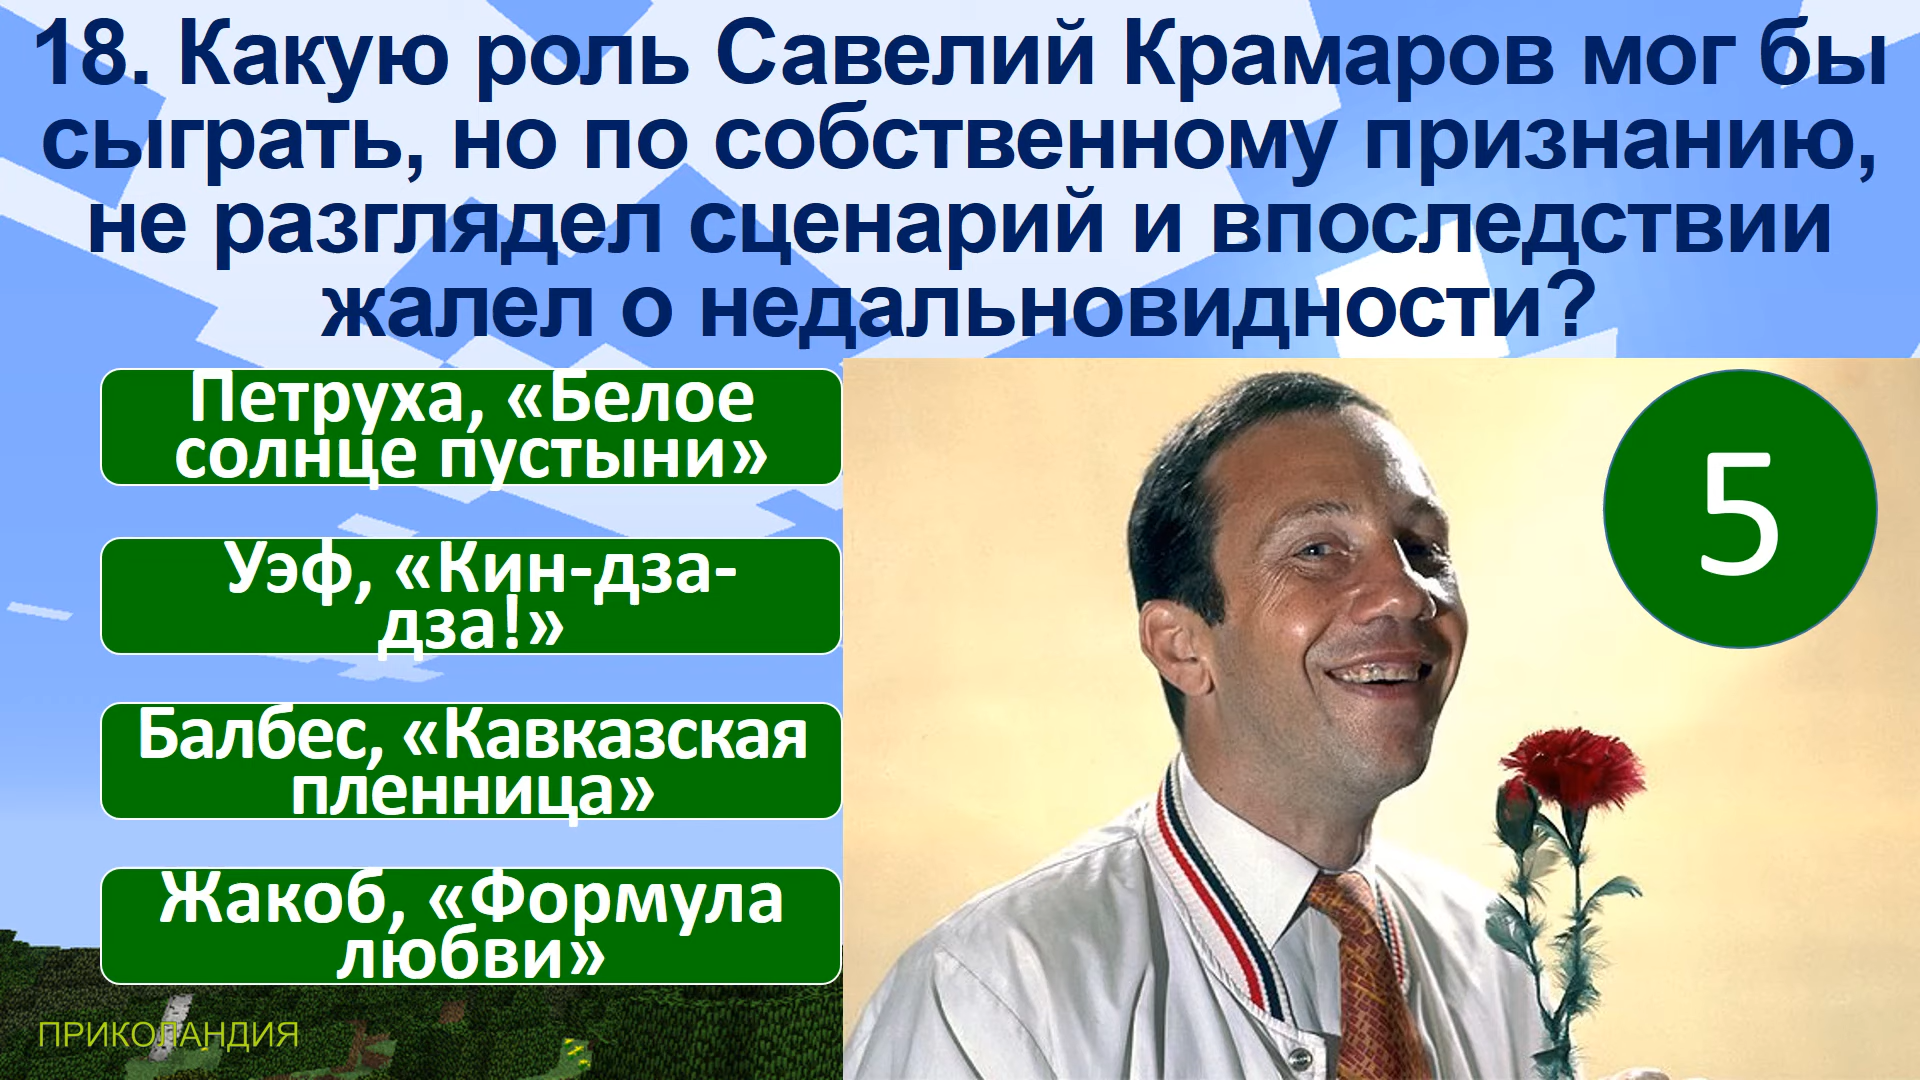 18. Какую роль Савелий Крамаров мог бы
сыграть, но по собственному признанию,
не разглядел сценарий и впоследствии
жалел о недальновидности?
Петруха, «Белое
солнце пустыни»
Уэф, «Кин-дза-
дза!»
Балбес, «Кавказская
пленница»
Жакоб, «Формула
любви»
5
ПРИКОЛАНДИЯ